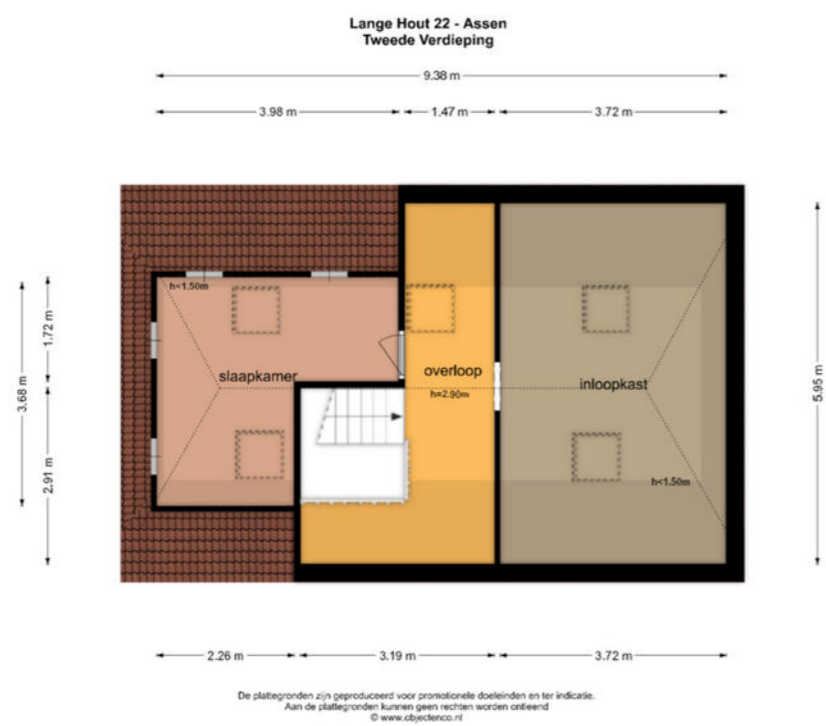 Lange Hout 22 - Assen
Tweede Verdieping
9.38 m
3.98 m
1.47 m
3.72 m
h<1.50m
1.72 m
3.68 m
2.91 m
5.95 m
slaapkamer
overloop
h=2.90m
inloopkast
h<1.50m
2.26 m
3.19 m
3.72 m
De plattegronden zijn geproduceerd voor promotionele doeleinden en ter indicatie.
Aan de plattegronden kunnen geen rechten worden ontleend
© www.objectenco.nl